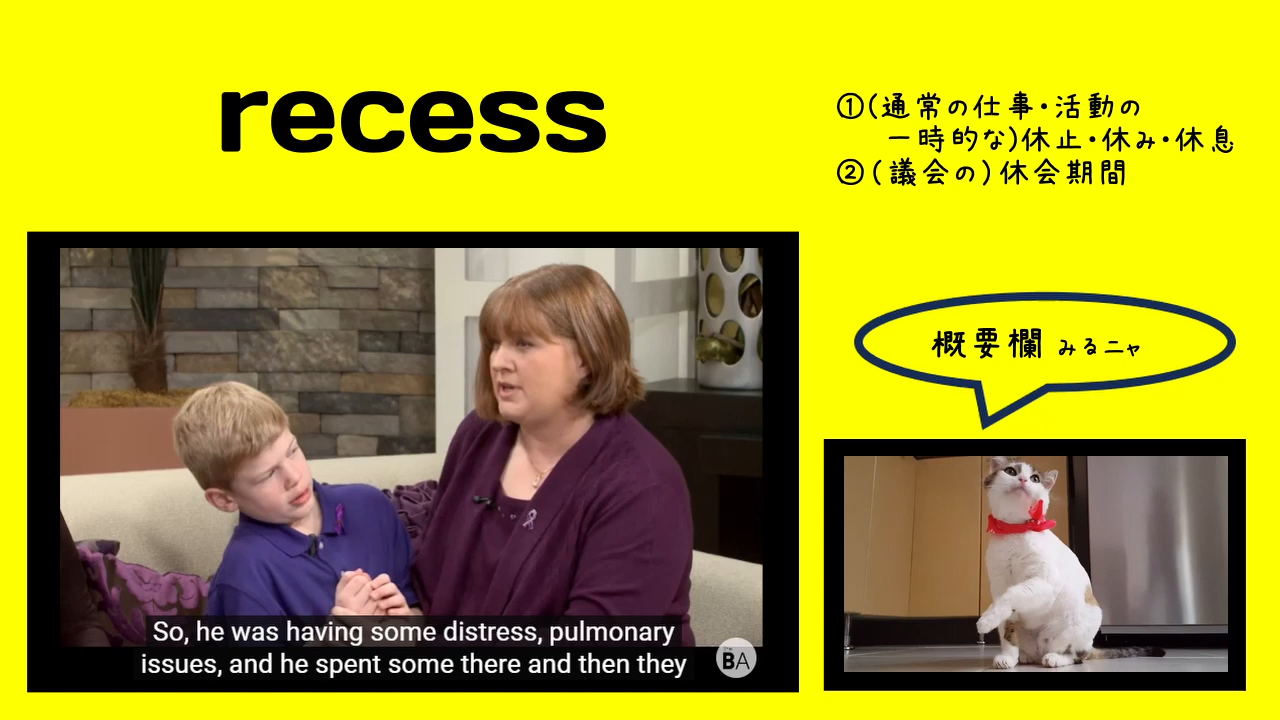 recess
①(通常の仕事・活動の
一時的な)休止・休み・休息
②(議会の)休会期間
概要欄 みるニャ
So, he was having some distress, pulmonary
issues, and he spent some there and then they
BA